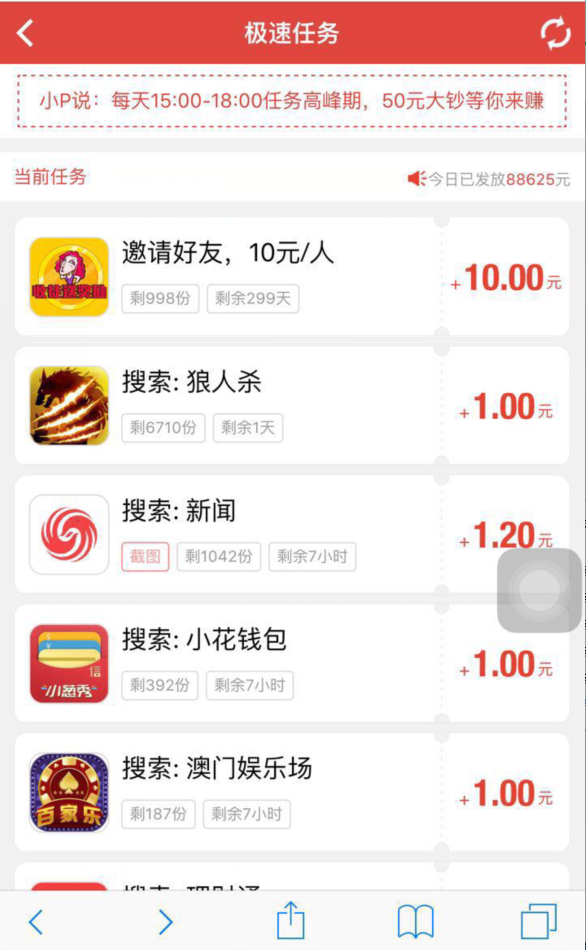 极速任务
小P说：每天15:00-18:00任务高峰期，50元大钞等你来赚
当前任务
今日已发放88625元
邀请好友，10元/人
剩998份
剩余299天
+10.00元
搜索: 狼人杀
剩6710份
剩余1天
+1.00元
搜索: 新闻
截图
剩1042份
剩余7小时
+1.20元
信
小葱秀
搜索: 小花钱包
剩392份
剩余7小时
+1.00元
百家乐
搜索: 澳门娱乐场
剩187份
剩余7小时
+1.00元